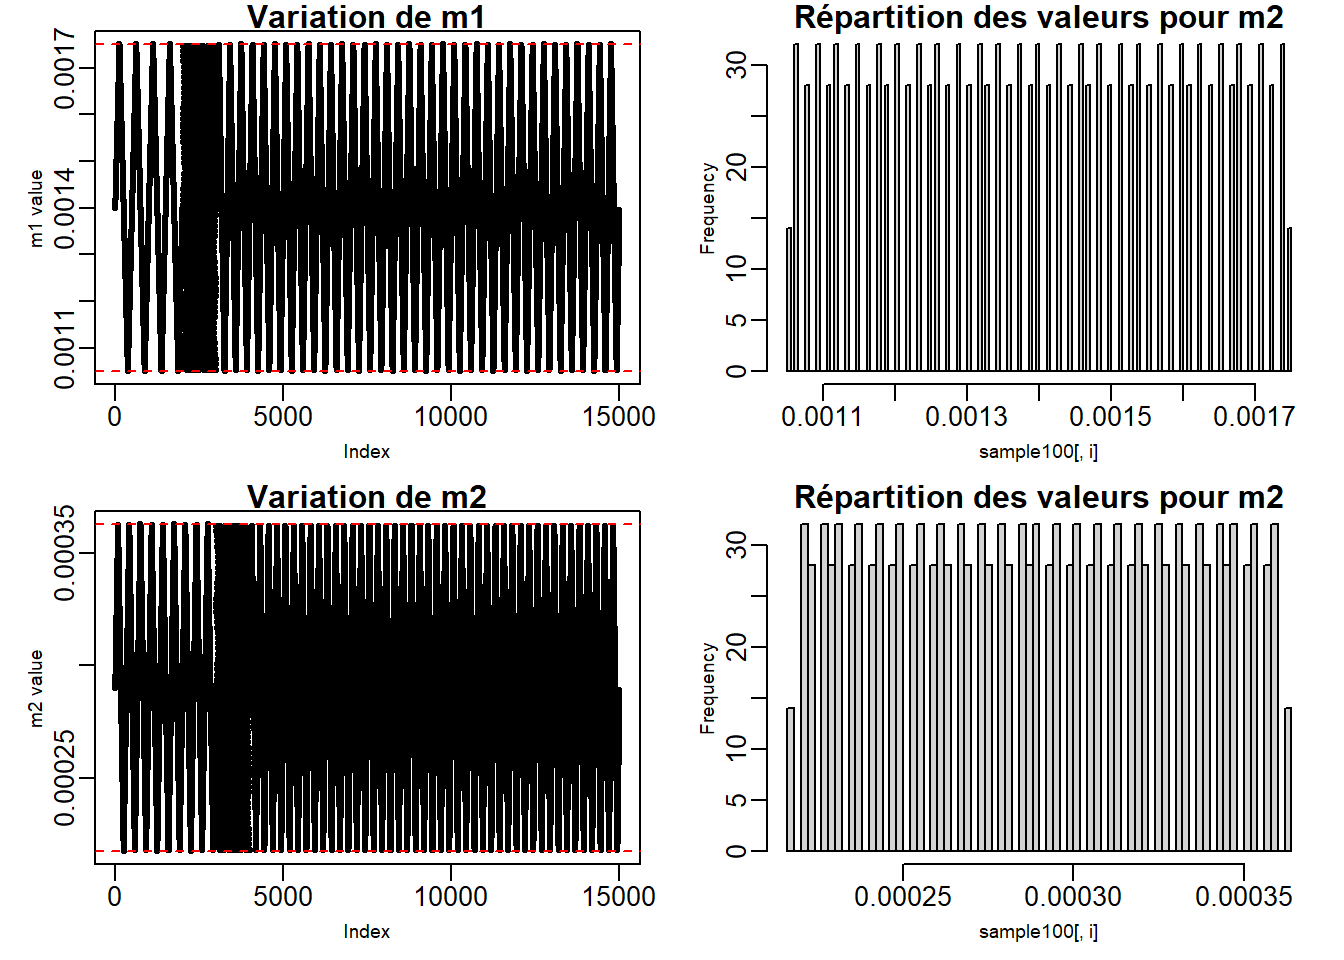 Variation de m1
m1 value
0.0011
0.0014
0.0017
0
5000
10000
15000
Index
Répartition des valeurs pour m2
Frequency
0
5
10
20
30
0.0011
0.0013
0.0015
0.0017
sample100[, i]
Variation de m2
m2 value
0.00025
0.00035
0
5000
10000
15000
Index
Répartition des valeurs pour m2
Frequency
0
5
10
20
30
0.00025
0.00030
0.00035
sample100[, i]